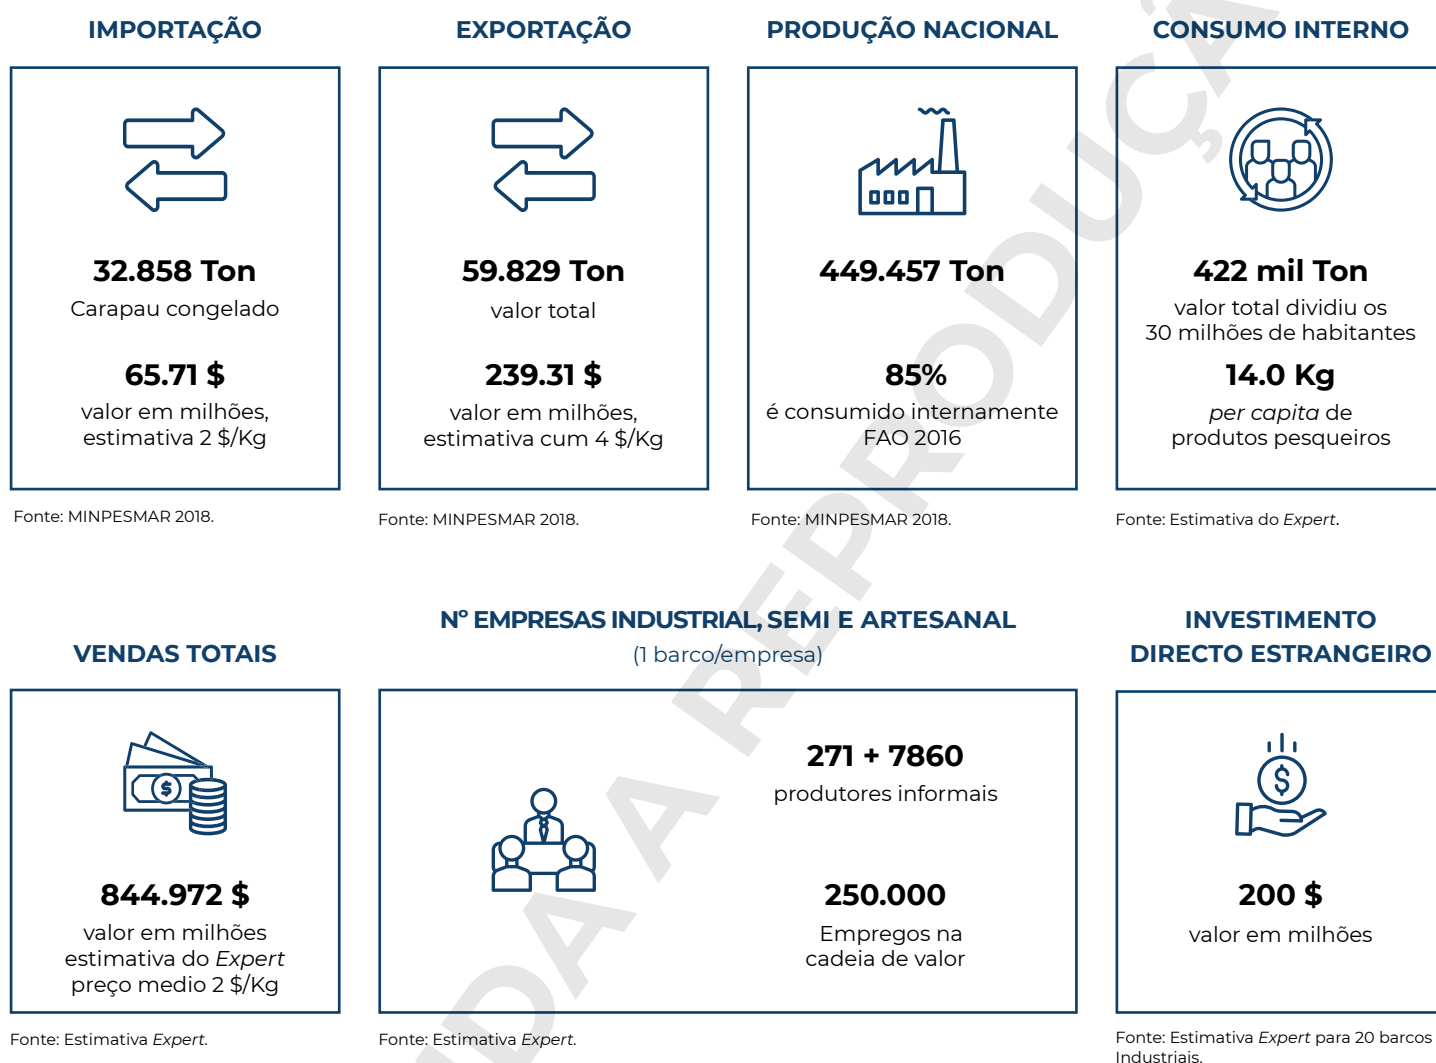 IMPORTAÇÃO
32.858 Ton
Carapau congelado
65.71 $
valor em milhões,
estimativa 2 $/Kg
Fonte: MINPESMAR 2018.
EXPORTAÇÃO
59.829 Ton
valor total
239.31 $
valor em milhões,
estimativa cum 4 $/Kg
Fonte: MINPESMAR 2018.
PRODUÇÃO NACIONAL
449.457 Ton
85%
é consumido internamente
FAO 2016
Fonte: MINPESMAR 2018.
CONSUMO INTERNO
422 mil Ton
valor total dividiu os
30 milhões de habitantes
14.0 Kg
per capita de
produtos pesqueiros
Fonte: Estimativa do Expert.
VENDAS TOTAIS
844.972 $
valor em milhões
estimativa do Expert
preço medio 2 $/Kg
Fonte: Estimativa Expert.
Nº EMPRESAS INDUSTRIAL, SEMI E ARTESANAL
(1 barco/empresa)
271 + 7860
produtores informais
250.000
Empregos na
cadeia de valor
Fonte: Estimativa Expert.
INVESTIMENTO
DIRECTO ESTRANGEIRO
200 $
valor em milhões
Fonte: Estimativa Expert para 20 barcos
Industriais.
NDA A REPRODUÇÃ